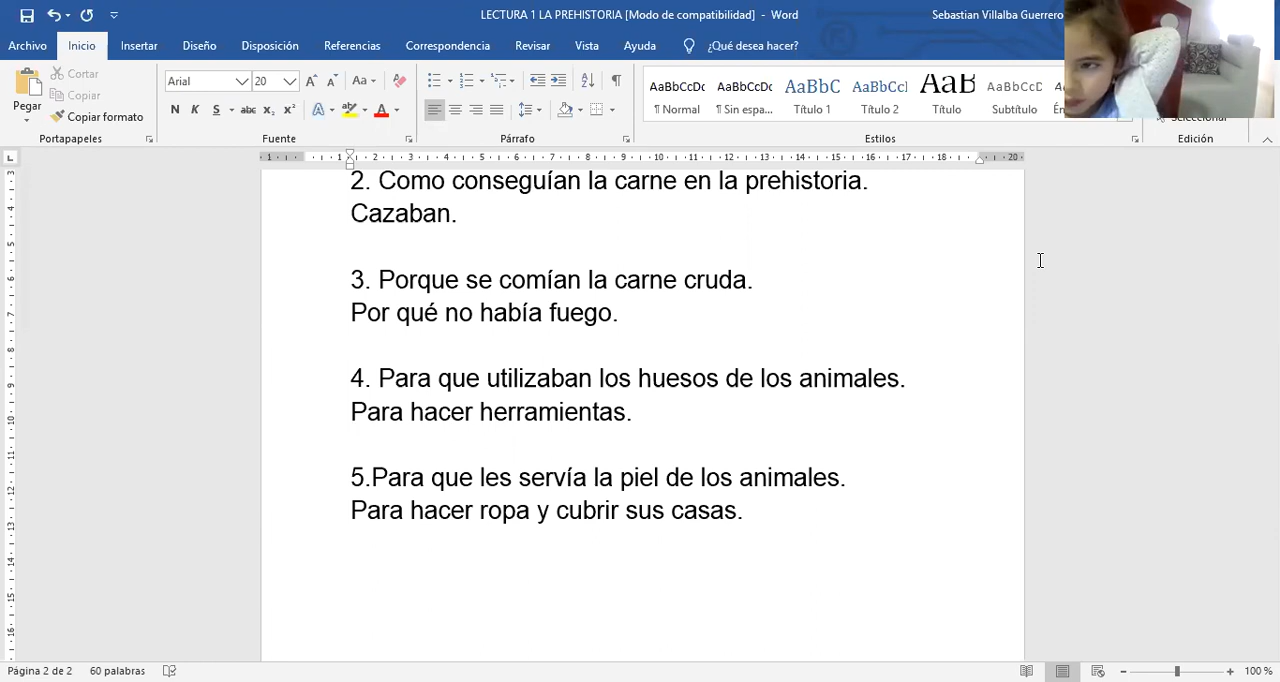 LECTURA 1 LA PREHISTORIA [Modo de compatibilidad] - Word
Sebastian Villalba Guerrero
Archivo Inicio Insertar Diseño Disposición Referencias Correspondencia Revisar Vista Ayuda ¿Qué desea hacer?
Pegar
Cortar
Copiar
Copiar formato
Portapapeles
Arial 20
Fuente
Párrafo
AaBbCcDc AaBbCcDc AaBbC AaBbCcl AaB AaBbCcD
¶ Normal ¶ Sin espa... Título 1 Título 2 Título Subtítulo
Estilos
Edición
2. Como conseguían la carne en la prehistoria.
Cazaban.
3. Porque se comían la carne cruda.
Por qué no había fuego.
4. Para que utilizaban los huesos de los animales.
Para hacer herramientas.
5.Para que les servía la piel de los animales.
Para hacer ropa y cubrir sus casas.
Página 2 de 2 60 palabras 100 %